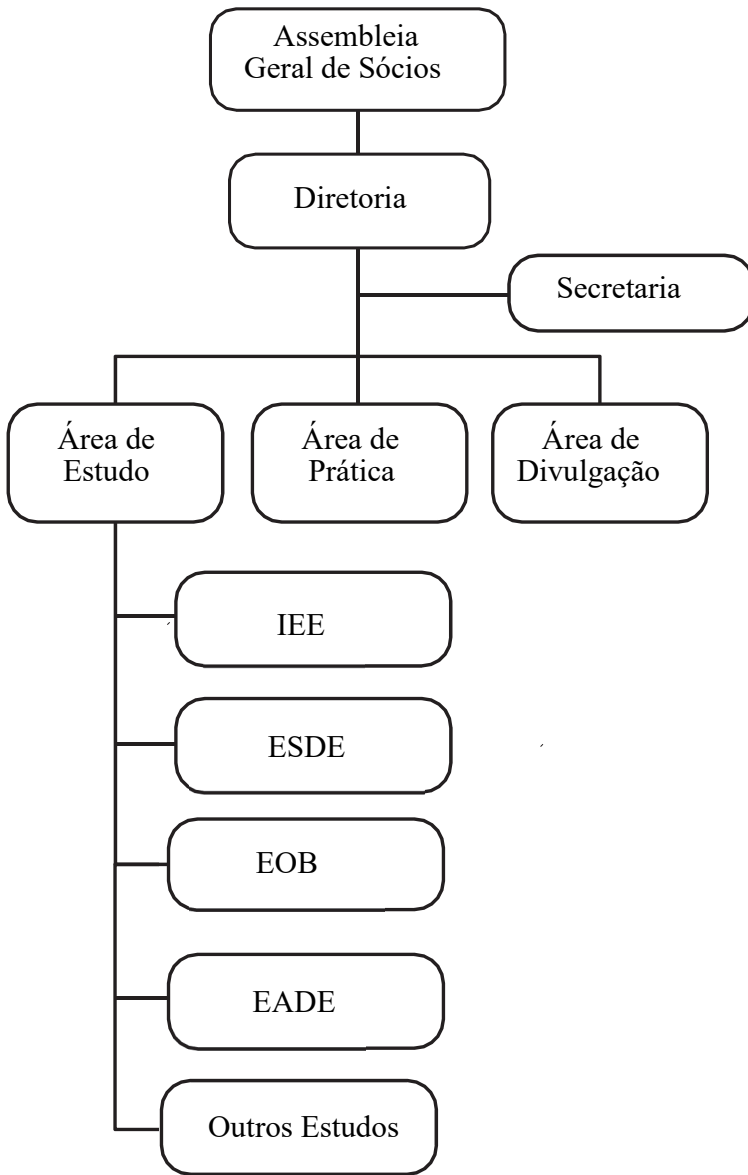 Assembleia
Geral de Sócios
Diretoria
Secretaria
Área de
Estudo
Área de
Prática
Área de
Divulgação
IEE
ESDE
EOB
EADE
Outros Estudos